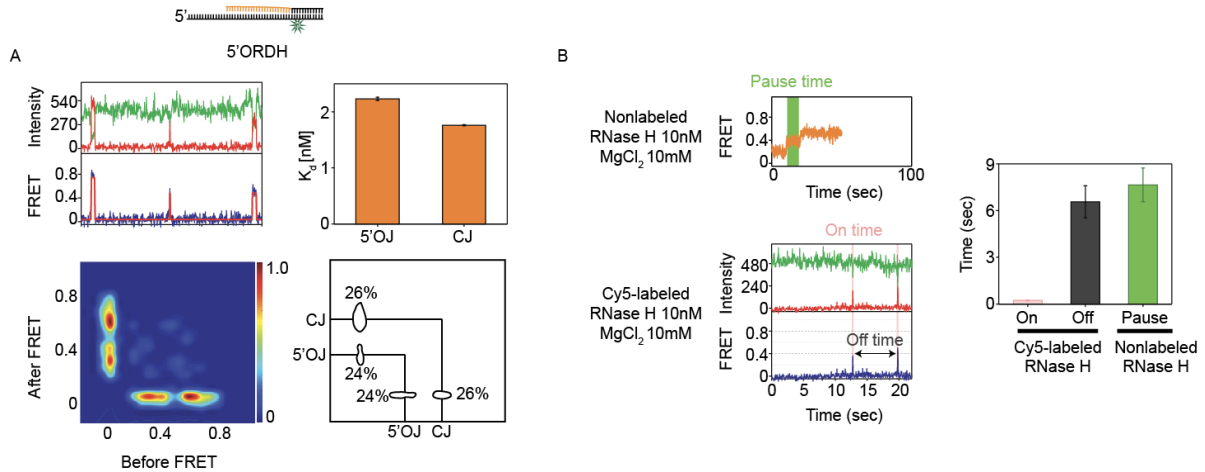 5'
5'ORDH
A
Intensity
540
270
0
FRET
0.8
0.4
0
K_d [nM]
2
1
0
5'OJ
CJ
After FRET
0.8
0.4
0
0
0.4
0.8
Before FRET
1.0
0
26%
CJ
5'OJ
24%
24%
26%
5'OJ
CJ
B
Pause time
Nonlabeled
RNase H 10nM
MgCl₂ 10mM
FRET
0.8
0.4
0
0
100
Time (sec)
On time
Cy5-labeled
RNase H 10nM
MgCl₂ 10mM
Intensity
480
240
0
FRET
0.8
0.4
0
Off time
0 5 10 15 20
Time (sec)
Time (sec)
9
6
3
0
On
Off
Pause
Cy5-labeled
RNase H
Nonlabeled
RNase H